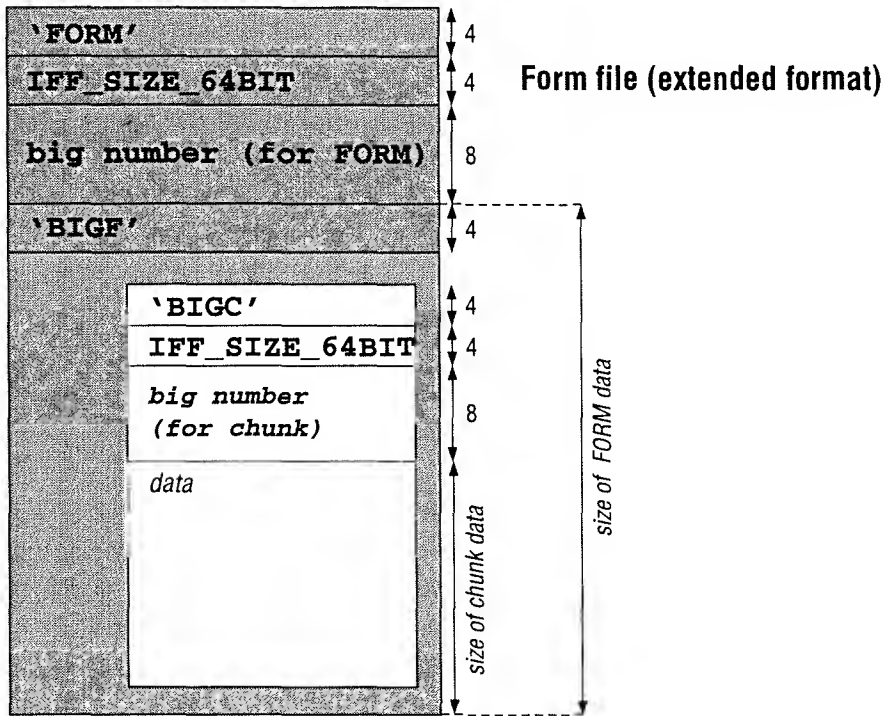 'FORM'
4
IFF_SIZE_64BIT
4
Form file (extended format)
big number (for FORM)
8
'BIGF'
4
'BIGC'
4
IFF_SIZE_64BIT
4
big number
(for chunk)
8
data
size of chunk data
size of FORM data